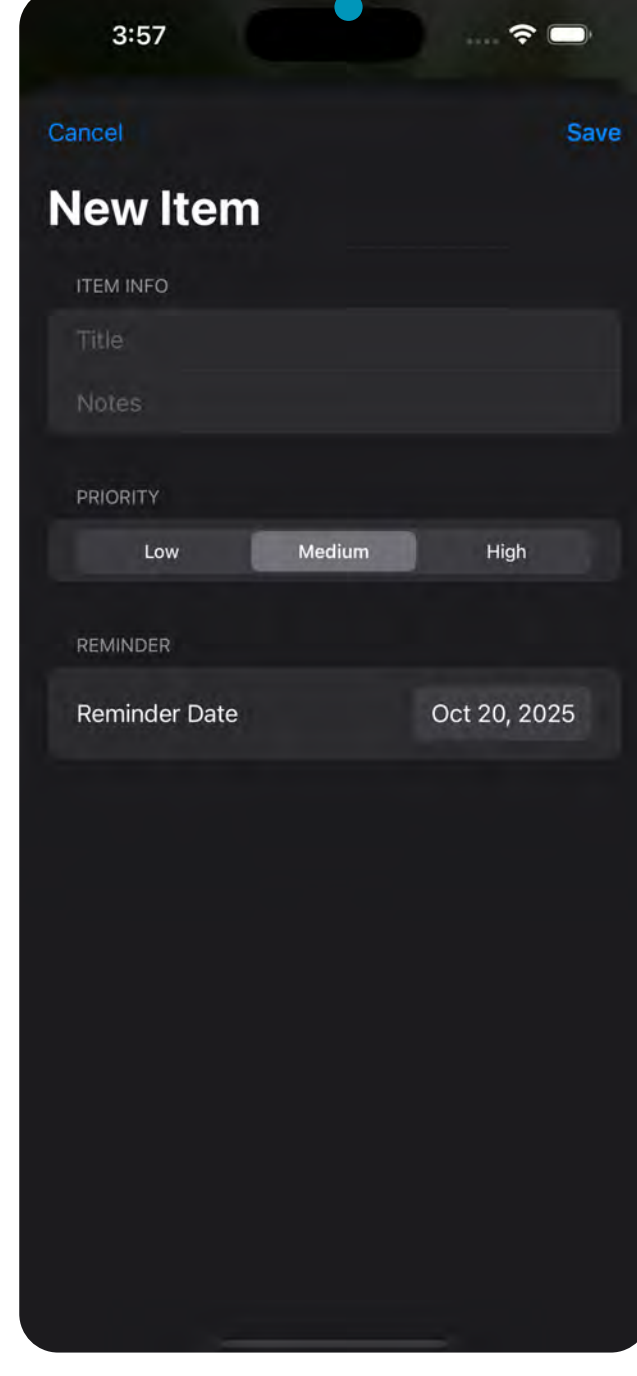 3:57
Cancel Save
New Item
ITEM INFO
Title
Notes
PRIORITY
Low Medium High
REMINDER
Reminder Date Oct 20, 2025